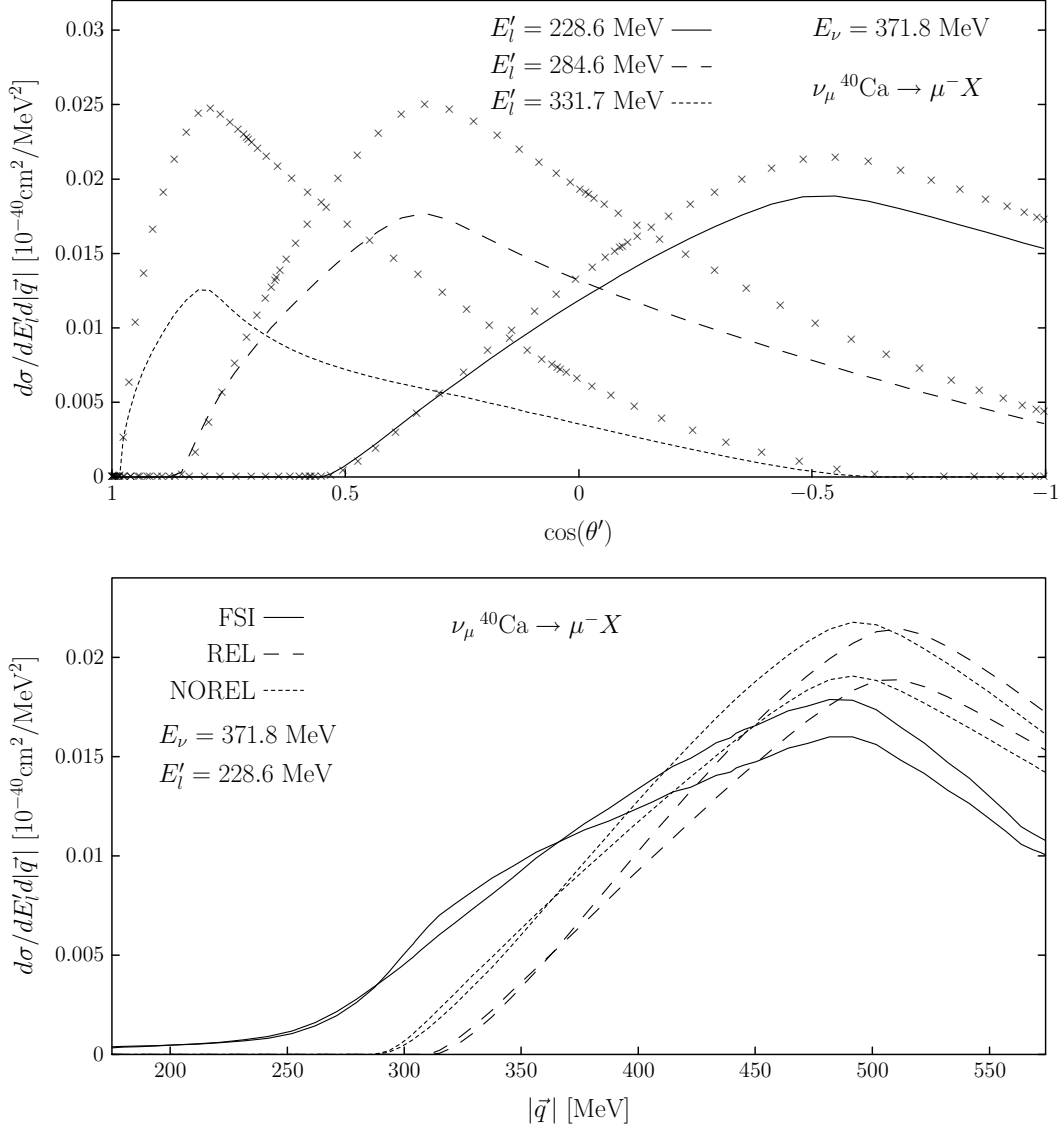 dσ/dE′_l d|q⃗| [10⁻⁴⁰cm²/MeV²]
0.03
0.025
0.02
0.015
0.01
0.005
0
E′_l = 228.6 MeV
E′_l = 284.6 MeV
E′_l = 331.7 MeV
E_ν = 371.8 MeV
ν_μ ⁴⁰Ca → μ⁻X
1 0.5 0 −0.5 -1
cos(θ′)
dσ/dE′_l d|q⃗| [10⁻⁴⁰cm²/MeV²]
0.02
0.015
0.01
0.005
0
FSI
REL
NOREL
E_ν = 371.8 MeV
E′_l = 228.6 MeV
ν_μ ⁴⁰Ca → μ⁻X
200 250 300 350 400 450 500 550
|q⃗| [MeV]